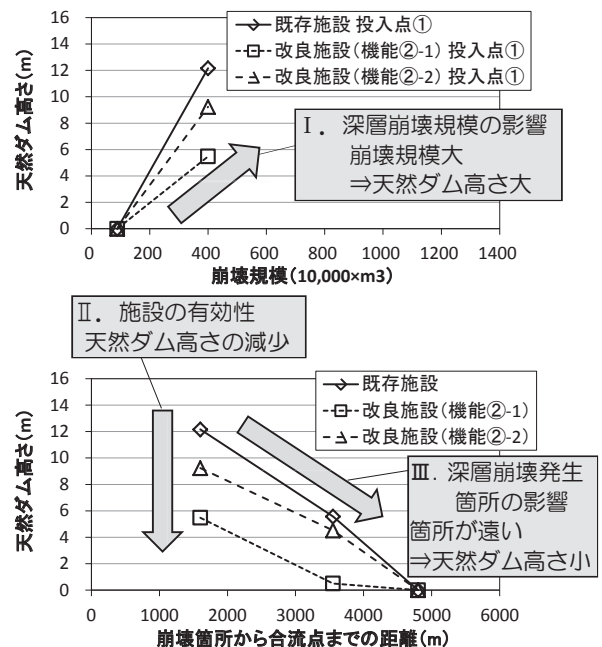 16
14
12
10
8
6
4
2
0
天然ダム高さ(m)
既存施設 投入点①
改良施設(機能②-1) 投入点①
改良施設(機能②-2) 投入点①
Ⅰ. 深層崩壊規模の影響
崩壊規模大
⇒天然ダム高さ大
0 200 400 600 800 1000 1200 1400
崩壊規模(10,000×m3)
Ⅱ. 施設の有効性
天然ダム高さの減少
16
14
12
10
8
6
4
2
0
天然ダム高さ(m)
既存施設
改良施設(機能②-1)
改良施設(機能②-2)
Ⅲ. 深層崩壊発生
箇所の影響
箇所が遠い
⇒天然ダム高さ小
0 1000 2000 3000 4000 5000 6000
崩壊箇所から合流点までの距離(m)